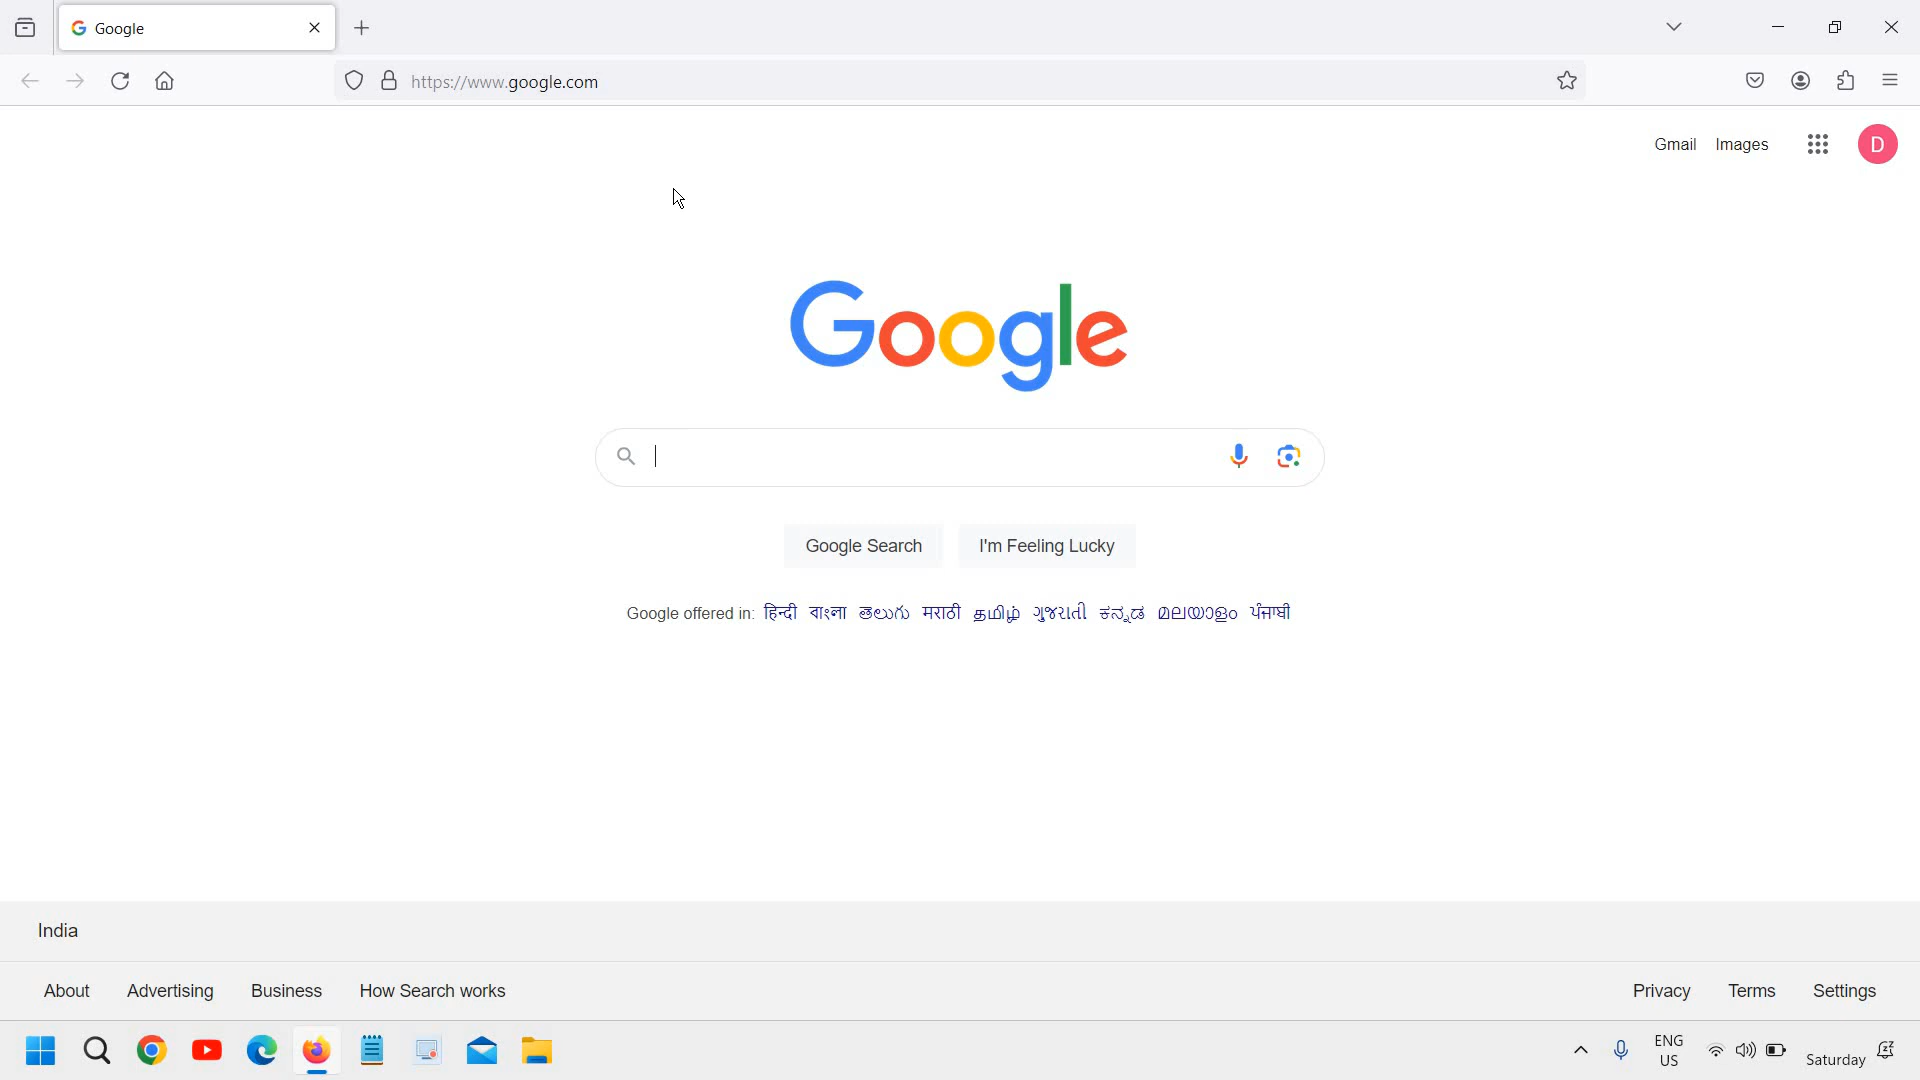 Google
https://www.google.com
Gmail Images
D
Google
Google Search I'm Feeling Lucky
Google offered in: हिन्दी বাংলা తెలుగు मराठी தமிழ் ગુજરાતી ಕನ್ನಡ മലയാളം ਪੰਜਾਬੀ
India
About Advertising Business How Search works Privacy Terms Settings
ENG
US
Saturday